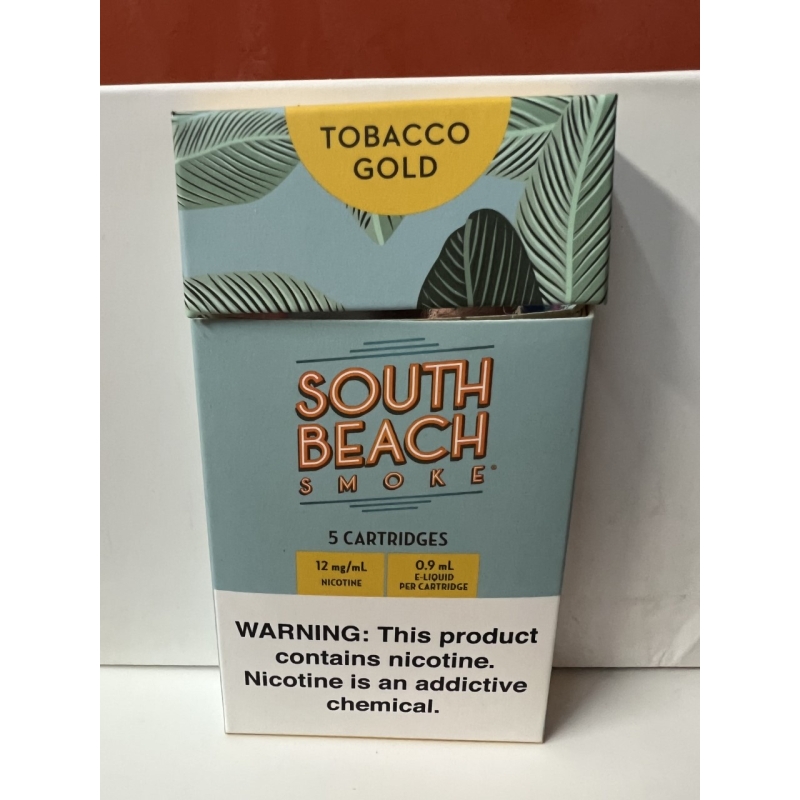 TOBACCO
GOLD
SOUTH
BEACH
SMOKE®
5 CARTRIDGES
12 mg/mL
NICOTINE
0.9 mL
E-LIQUID
PER CARTRIDGE
WARNING: This product
contains nicotine.
Nicotine is an addictive
chemical.